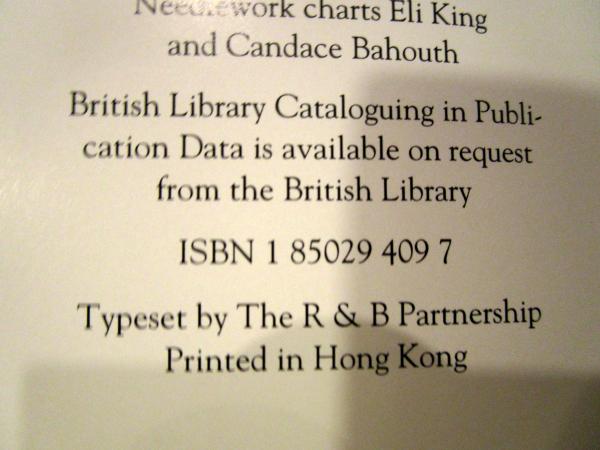 Needlework charts Eli King
and Candace Bahouth
British Library Cataloguing in Publi-
cation Data is available on request
from the British Library
ISBN 1 85029 409 7
Typeset by The R & B Partnership
Printed in Hong Kong